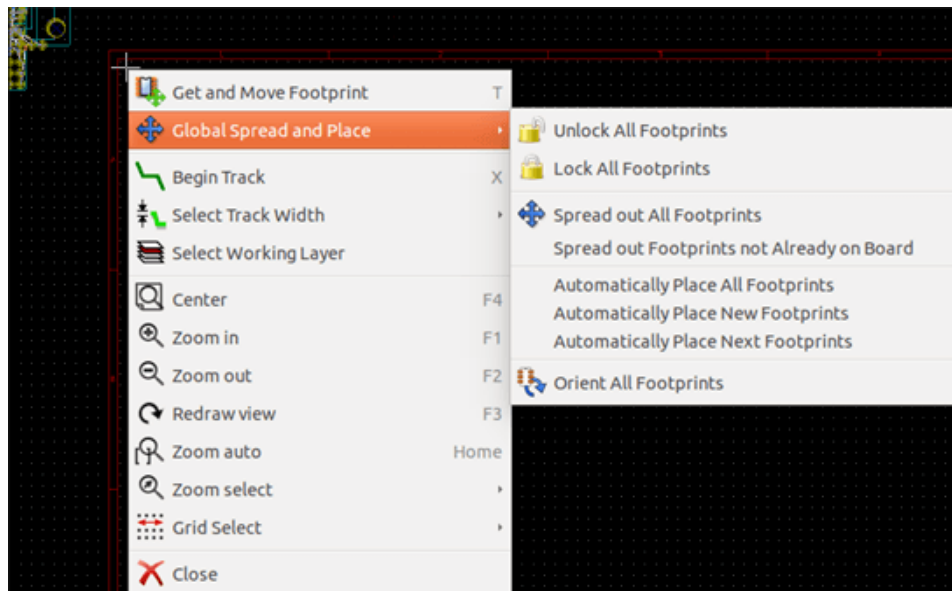 Get and Move Footprint T
Global Spread and Place
Begin Track X
Select Track Width
Select Working Layer
Center F4
Zoom in F1
Zoom out F2
Redraw view F3
Zoom auto Home
Zoom select
Grid Select
Close
Unlock All Footprints
Lock All Footprints
Spread out All Footprints
Spread out Footprints not Already on Board
Automatically Place All Footprints
Automatically Place New Footprints
Automatically Place Next Footprints
Orient All Footprints